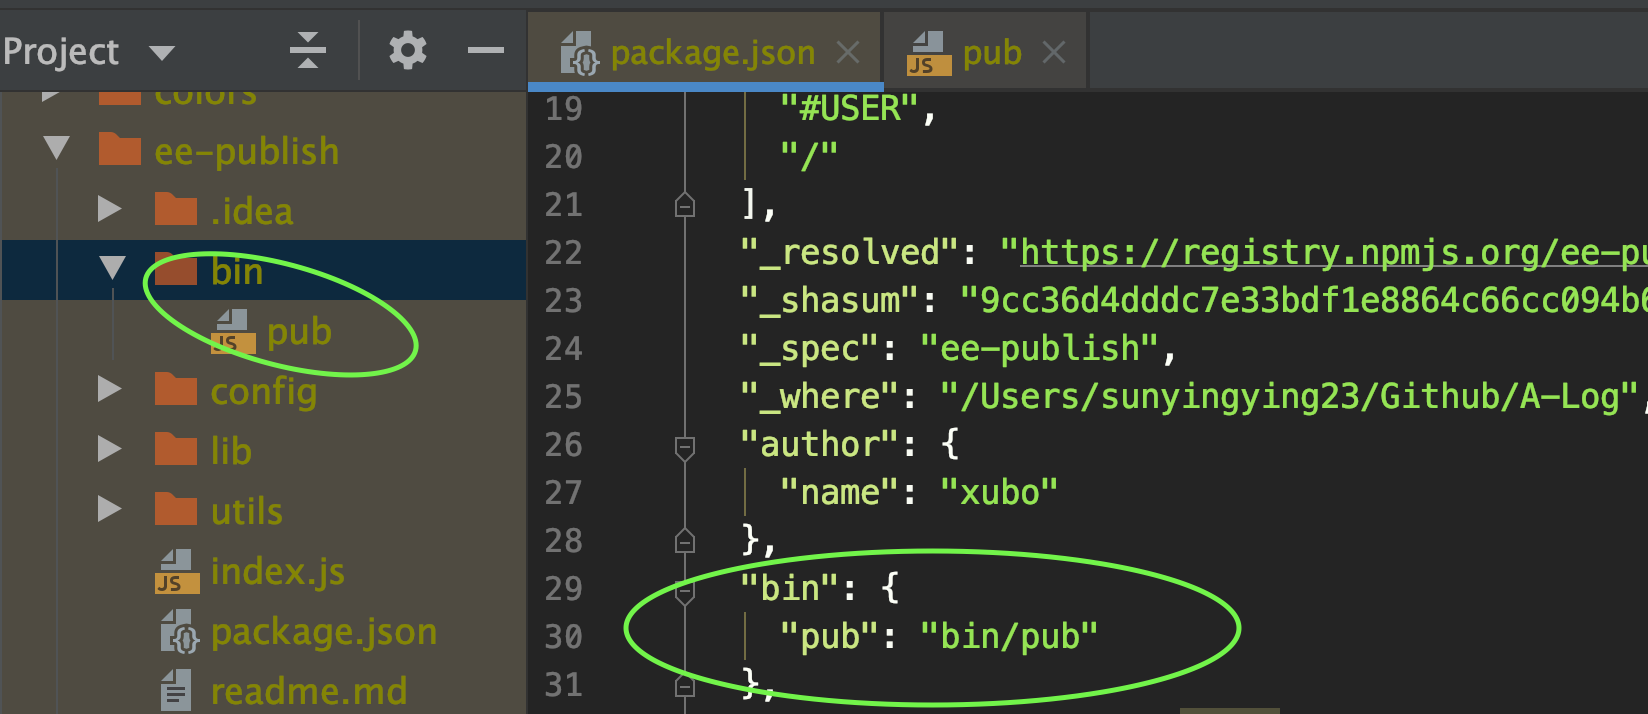 Project
package.json
pub
colors
ee-publish
.idea
bin
pub
config
lib
utils
index.js
package.json
readme.md
19 "#USER",
20 "/"
21 ],
22 "_resolved": "https://registry.npmjs.org/ee-pu
23 "_shasum": "9cc36d4dddc7e33bdf1e8864c66cc094b6
24 "_spec": "ee-publish",
25 "_where": "/Users/sunyingying23/Github/A-Log",
26 "author": {
27 "name": "xubo"
28 },
29 "bin": {
30 "pub": "bin/pub"
31 },